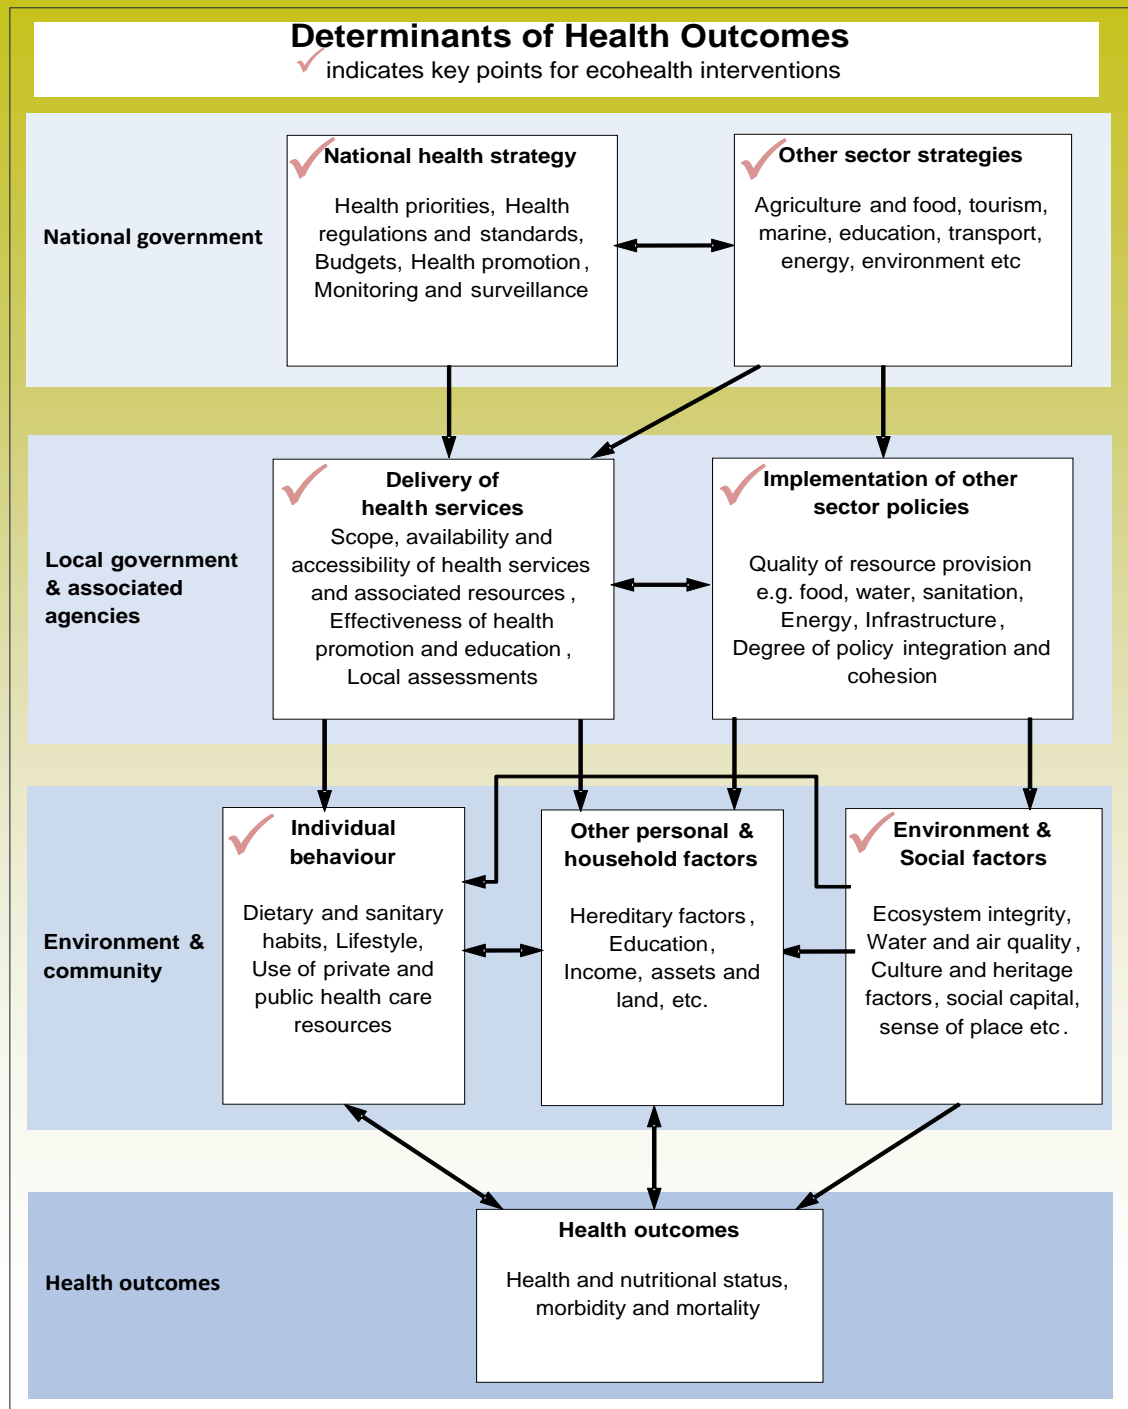 Determinants of Health Outcomes
indicates key points for ecohealth interventions
National government
National health strategy
Health priorities, Health
regulations and standards,
Budgets, Health promotion,
Monitoring and surveillance
Other sector strategies
Agriculture and food, tourism,
marine, education, transport,
energy, environment etc
Local government
& associated
agencies
Delivery of
health services
Scope, availability and
accessibility of health services
and associated resources,
Effectiveness of health
promotion and education,
Local assessments
Implementation of other
sector policies
Quality of resource provision
e.g. food, water, sanitation,
Energy, Infrastructure,
Degree of policy integration and
cohesion
Environment &
community
Individual
behaviour
Dietary and sanitary
habits, Lifestyle,
Use of private and
public health care
resources
Other personal &
household factors
Hereditary factors,
Education,
Income, assets and
land, etc.
Environment &
Social factors
Ecosystem integrity,
Water and air quality,
Culture and heritage
factors, social capital,
sense of place etc.
Health outcomes
Health outcomes
Health and nutritional status,
morbidity and mortality